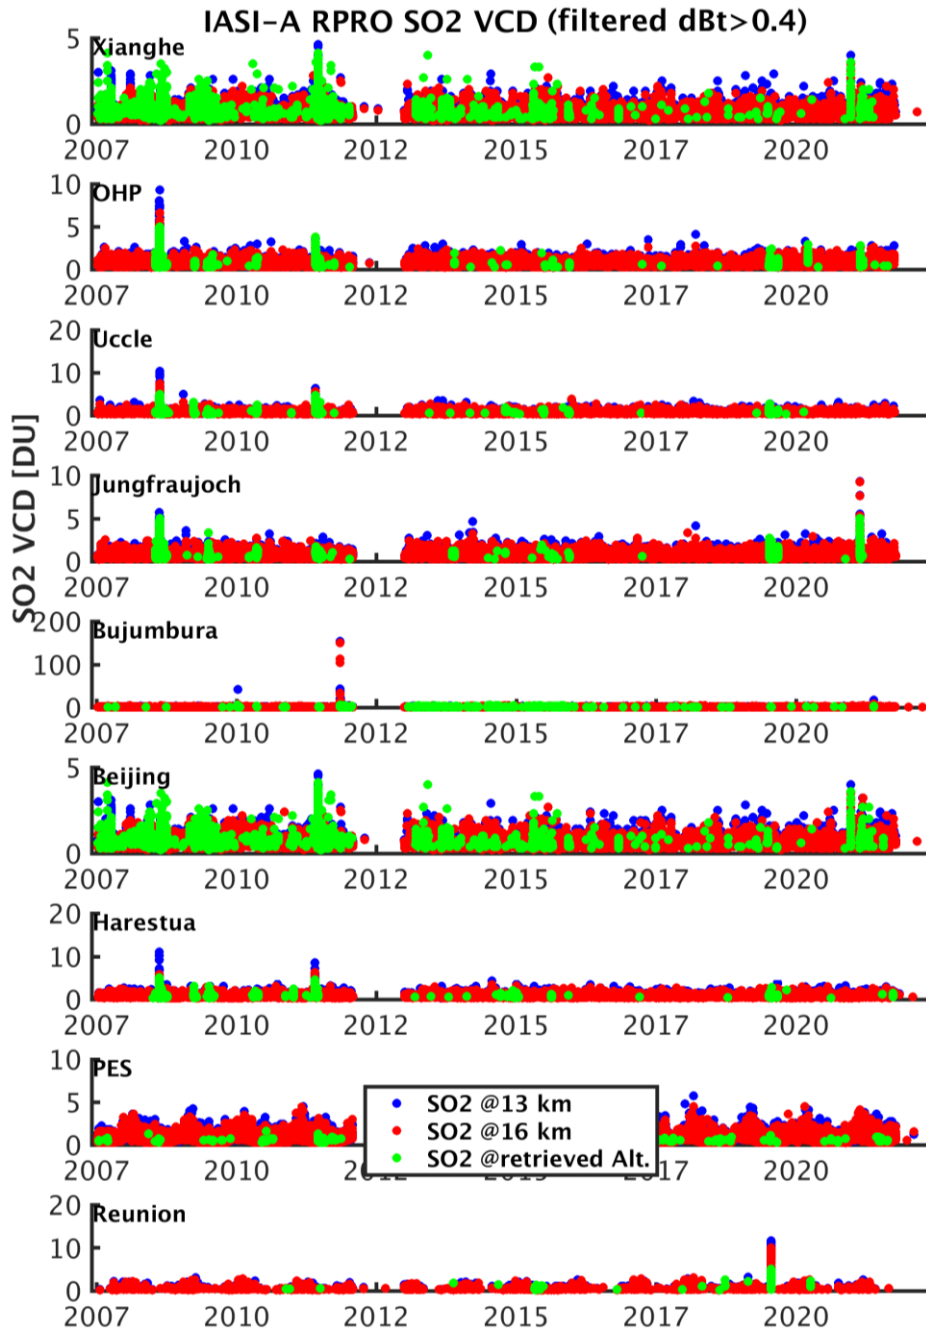 IASI-A RPRO SO2 VCD (filtered dBt>0.4)
SO2 VCD [DU]
Xianghe
5
0
2007 2010 2012 2015 2017 2020
OHP
10
5
0
2007 2010 2012 2015 2017 2020
Uccle
20
10
0
2007 2010 2012 2015 2017 2020
Jungfraujoch
10
5
0
2007 2010 2012 2015 2017 2020
Bujumbura
200
100
0
2007 2010 2012 2015 2017 2020
Beijing
5
0
2007 2010 2012 2015 2017 2020
Harestua
20
10
0
2007 2010 2012 2015 2017 2020
PES
10
5
0
SO2 @13 km
SO2 @16 km
SO2 @retrieved Alt.
2007 2010 2012 2015 2017 2020
Reunion
20
10
0
2007 2010 2012 2015 2017 2020